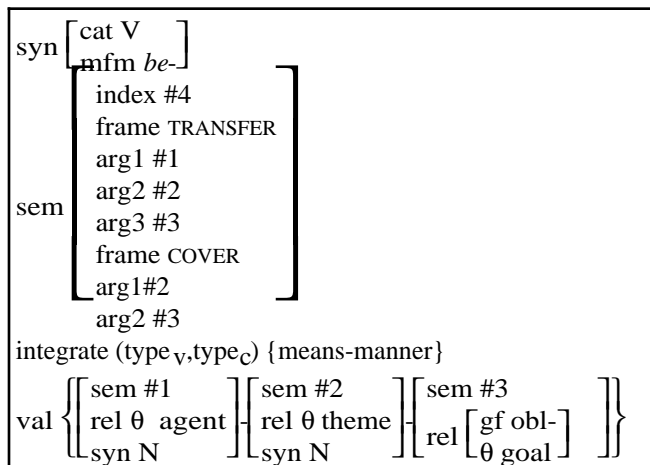 syn [cat V
mfm be-]
index #4
frame TRANSFER
arg1 #1
arg2 #2
sem arg3 #3
frame COVER
arg1#2
arg2 #3
integrate (type v,type c) {means-manner}
val {[sem #1 rel θ agent syn N]-[sem #2 rel θ theme syn N]-[sem #3 rel [gf obl- θ goal]]}